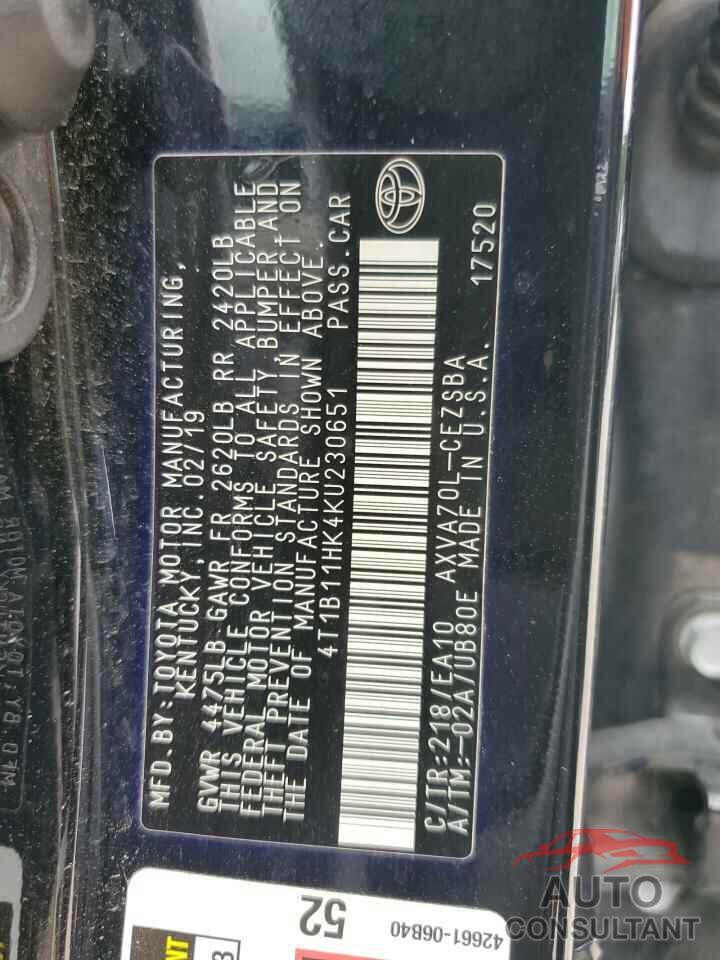 MFD.BY:TOYOTA MOTOR MANUFACTURING,
KENTUCKY, INC. 02/19
GVWR 4475LB GAWR FR 2620LB RR 2420LB
THIS VEHICLE CONFORMS TO ALL APPLICABLE
FEDERAL MOTOR VEHICLE SAFETY, BUMPER AND
THEFT PREVENTION STANDARDS IN EFFECT ON
THE DATE OF MANUFACTURE SHOWN ABOVE.
4T1B11HK4KU230651 PASS.CAR
C/TR:218/EA10 AXVA70L-CEZSBA
A/TM:-02A/UB80E MADE IN U.S.A. 17520
52
42661-06B40
AUTO
CONSULTANT